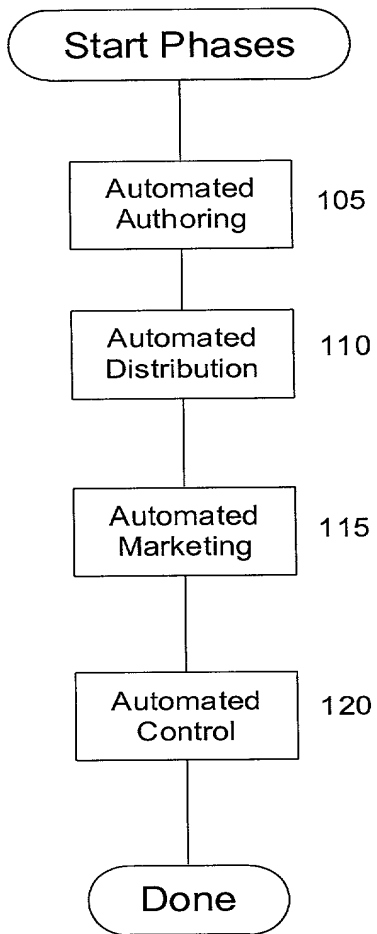 Start Phases
Automated
Authoring
105
Automated
Distribution
110
Automated
Marketing
115
Automated
Control
120
Done